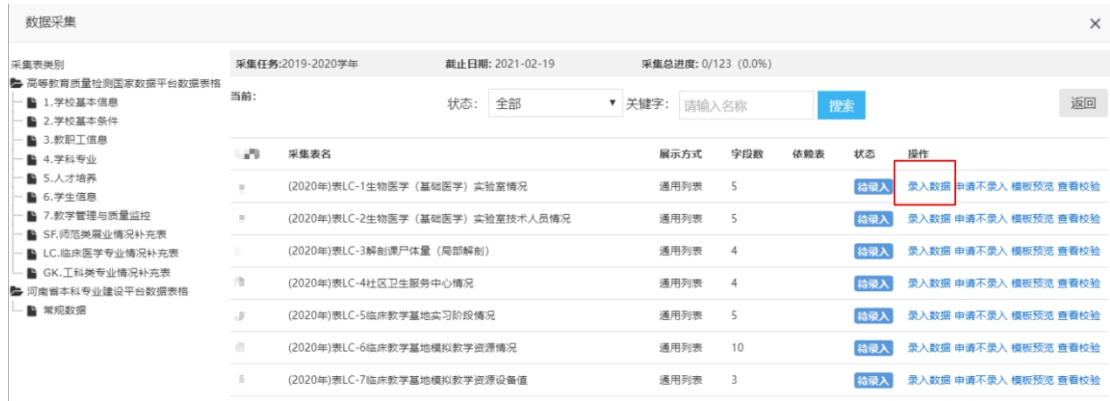 数据采集
×
采集表类别
高等教育质量检测国家数据平台数据表格
1.学校基本信息
2.学校基本条件
3.教职工信息
4.学科专业
5.人才培养
6.学生信息
7.教学管理与质量监控
SF.师范类展业情况补充表
LC.临床医学专业情况补充表
GK.工科类专业情况补充表
河南省本科专业建设平台数据表格
常规数据
采集任务:2019-2020学年 截止日期: 2021-02-19 采集总进度: 0/123 (0.0%)
当前: 状态: 全部 关键字: 请输入名称 搜索 返回
采集表名 展示方式 字段数 依赖表 状态 操作
(2020年)表LC-1生物医学（基础医学）实验室情况 通用列表 5 待录入 录入数据 申请不录入 模板预览 查看校验
(2020年)表LC-2生物医学（基础医学）实验室技术人员情况 通用列表 5 待录入 录入数据 申请不录入 模板预览 查看校验
(2020年)表LC-3解剖课尸体量（局部解剖） 通用列表 4 待录入 录入数据 申请不录入 模板预览 查看校验
(2020年)表LC-4社区卫生服务中心情况 通用列表 4 待录入 录入数据 申请不录入 模板预览 查看校验
(2020年)表LC-5临床教学基地实习阶段情况 通用列表 5 待录入 录入数据 申请不录入 模板预览 查看校验
(2020年)表LC-6临床教学基地模拟教学资源情况 通用列表 10 待录入 录入数据 申请不录入 模板预览 查看校验
(2020年)表LC-7临床教学基地模拟教学资源设备值 通用列表 3 待录入 录入数据 申请不录入 模板预览 查看校验